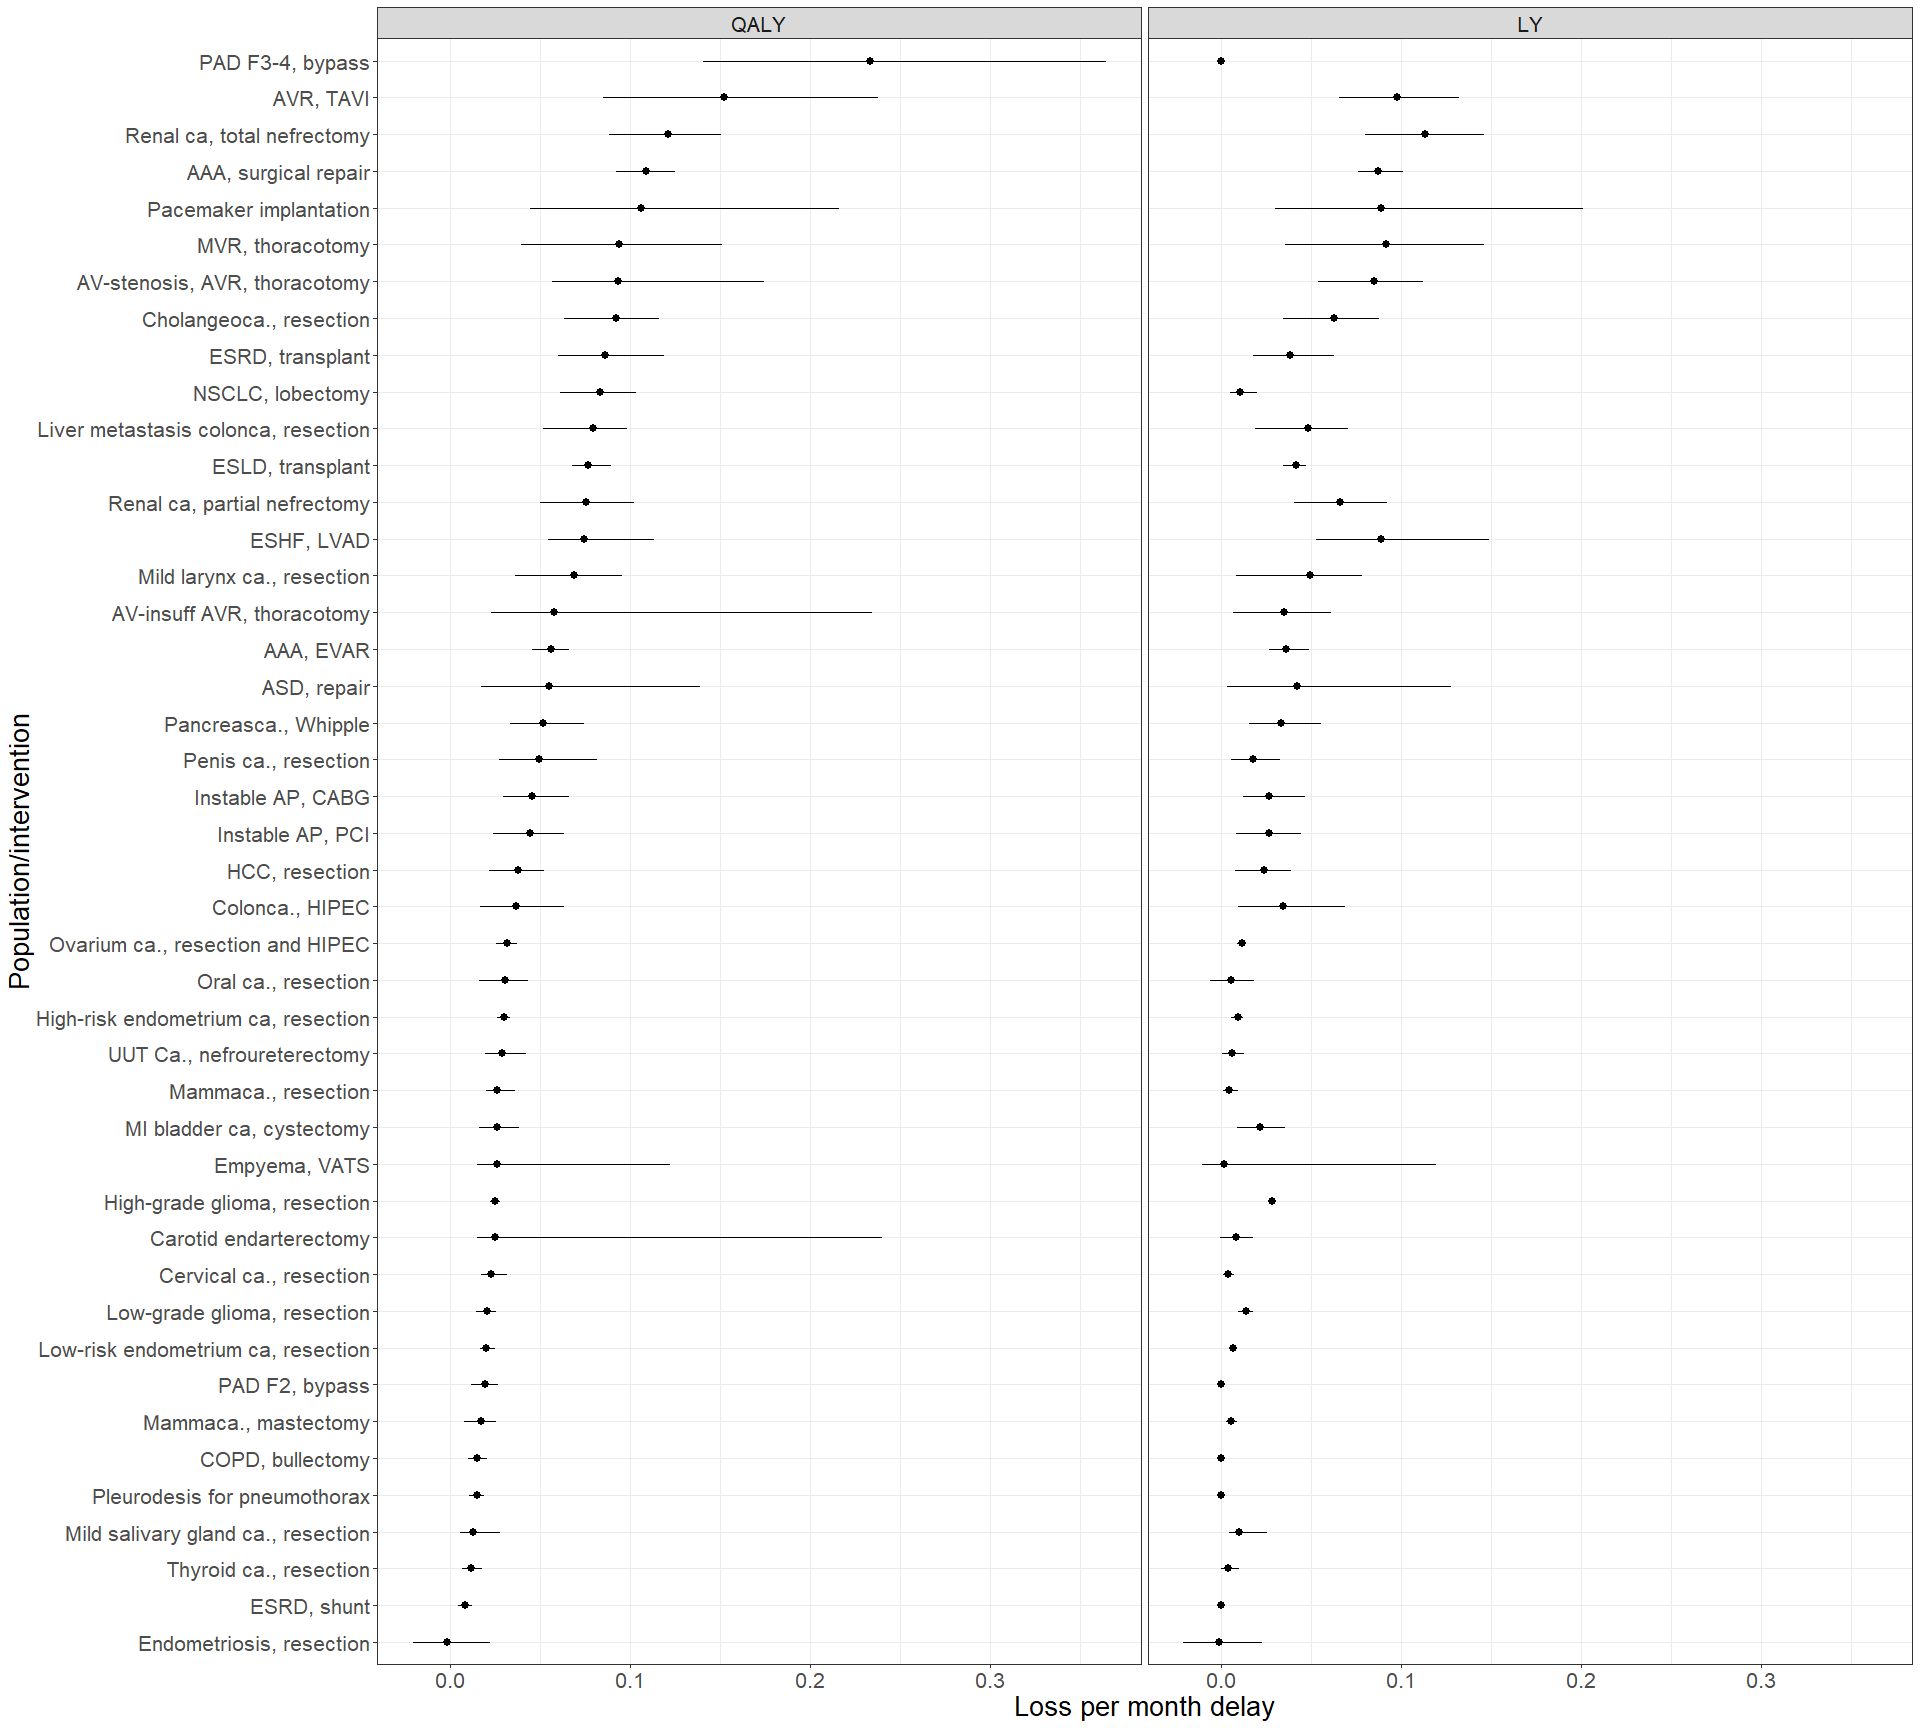 QALY
LY
PAD F3-4, bypass
AVR, TAVI
Renal ca, total nefrectomy
AAA, surgical repair
Pacemaker implantation
MVR, thoracotomy
AV-stenosis, AVR, thoracotomy
Cholangeoca., resection
ESRD, transplant
NSCLC, lobectomy
Liver metastasis colonca, resection
ESLD, transplant
Renal ca, partial nefrectomy
ESHF, LVAD
Mild larynx ca., resection
AV-insuff AVR, thoracotomy
AAA, EVAR
ASD, repair
Pancreasca., Whipple
Penis ca., resection
Instable AP, CABG
Instable AP, PCI
HCC, resection
Colonca., HIPEC
Ovarium ca., resection and HIPEC
Oral ca., resection
High-risk endometrium ca, resection
UUT Ca., nefroureterectomy
Mammaca., resection
MI bladder ca, cystectomy
Empyema, VATS
High-grade glioma, resection
Carotid endarterectomy
Cervical ca., resection
Low-grade glioma, resection
Low-risk endometrium ca, resection
PAD F2, bypass
Mammaca., mastectomy
COPD, bullectomy
Pleurodesis for pneumothorax
Mild salivary gland ca., resection
Thyroid ca., resection
ESRD, shunt
Endometriosis, resection
Population/intervention
0.0 0.1 0.2 0.3
0.0 0.1 0.2 0.3
Loss per month delay